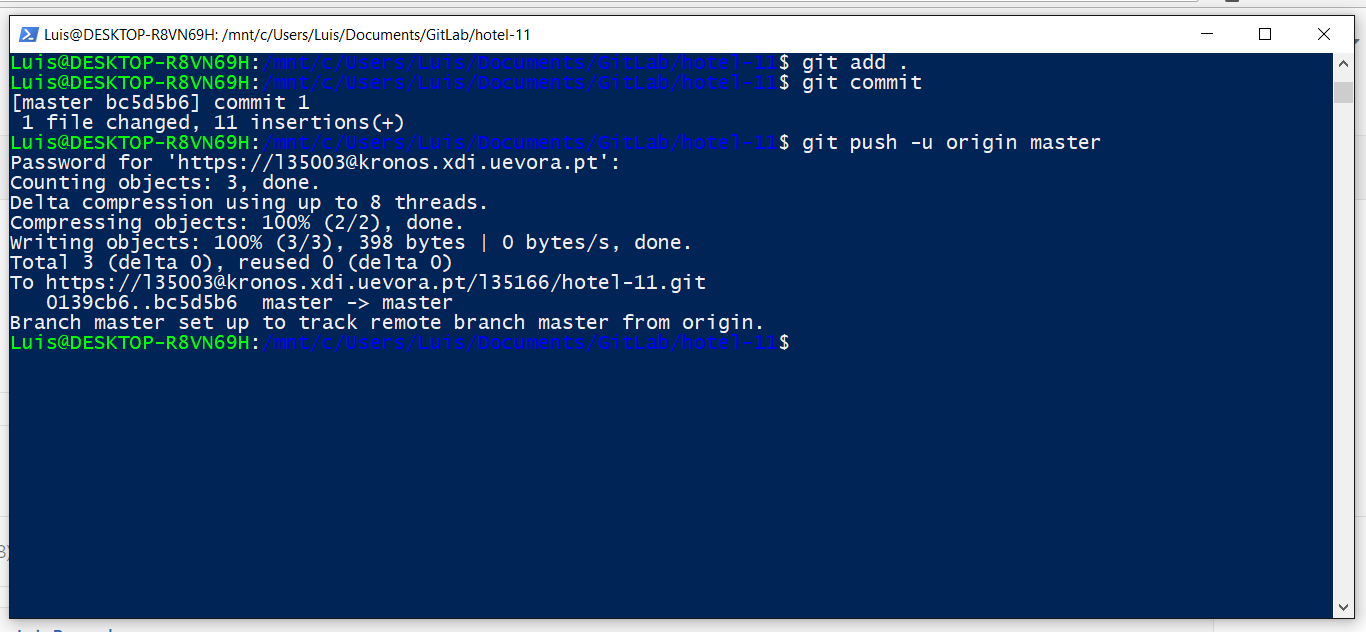 Luis@DESKTOP-R8VN69H: /mnt/c/Users/Luis/Documents/GitLab/hotel-11
Luis@DESKTOP-R8VN69H:/mnt/c/Users/Luis/Documents/GitLab/hotel-11$ git add .
Luis@DESKTOP-R8VN69H:/mnt/c/Users/Luis/Documents/GitLab/hotel-11$ git commit
[master bc5d5b6] commit 1
 1 file changed, 11 insertions(+)
Luis@DESKTOP-R8VN69H:/mnt/c/Users/Luis/Documents/GitLab/hotel-11$ git push -u origin master
Password for 'https://l35003@kronos.xdi.uevora.pt':
Counting objects: 3, done.
Delta compression using up to 8 threads.
Compressing objects: 100% (2/2), done.
Writing objects: 100% (3/3), 398 bytes | 0 bytes/s, done.
Total 3 (delta 0), reused 0 (delta 0)
To https://l35003@kronos.xdi.uevora.pt/l35166/hotel-11.git
   0139cb6..bc5d5b6  master -> master
Branch master set up to track remote branch master from origin.
Luis@DESKTOP-R8VN69H:/mnt/c/Users/Luis/Documents/GitLab/hotel-11$